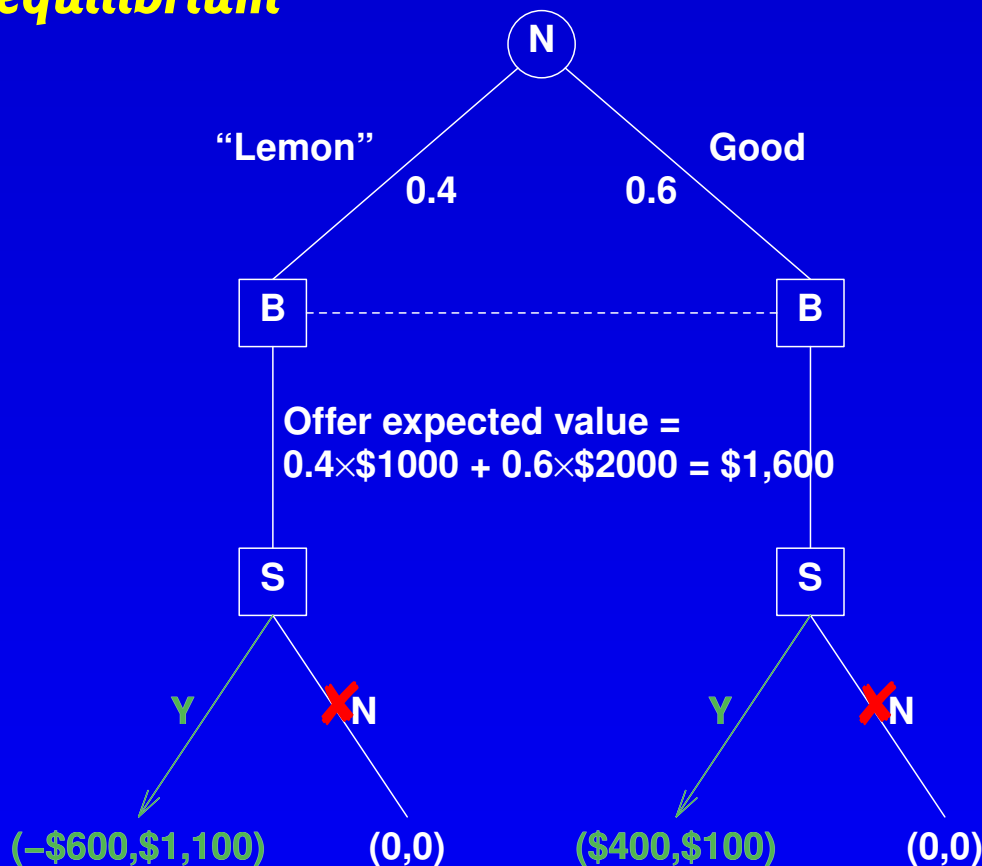 equilibrium
N
“Lemon” Good
0.4 0.6
B B
Offer expected value =
0.4×$1000 + 0.6×$2000 = $1,600
S S
Y N Y N
(−$600,$1,100) (0,0) ($400,$100) (0,0)